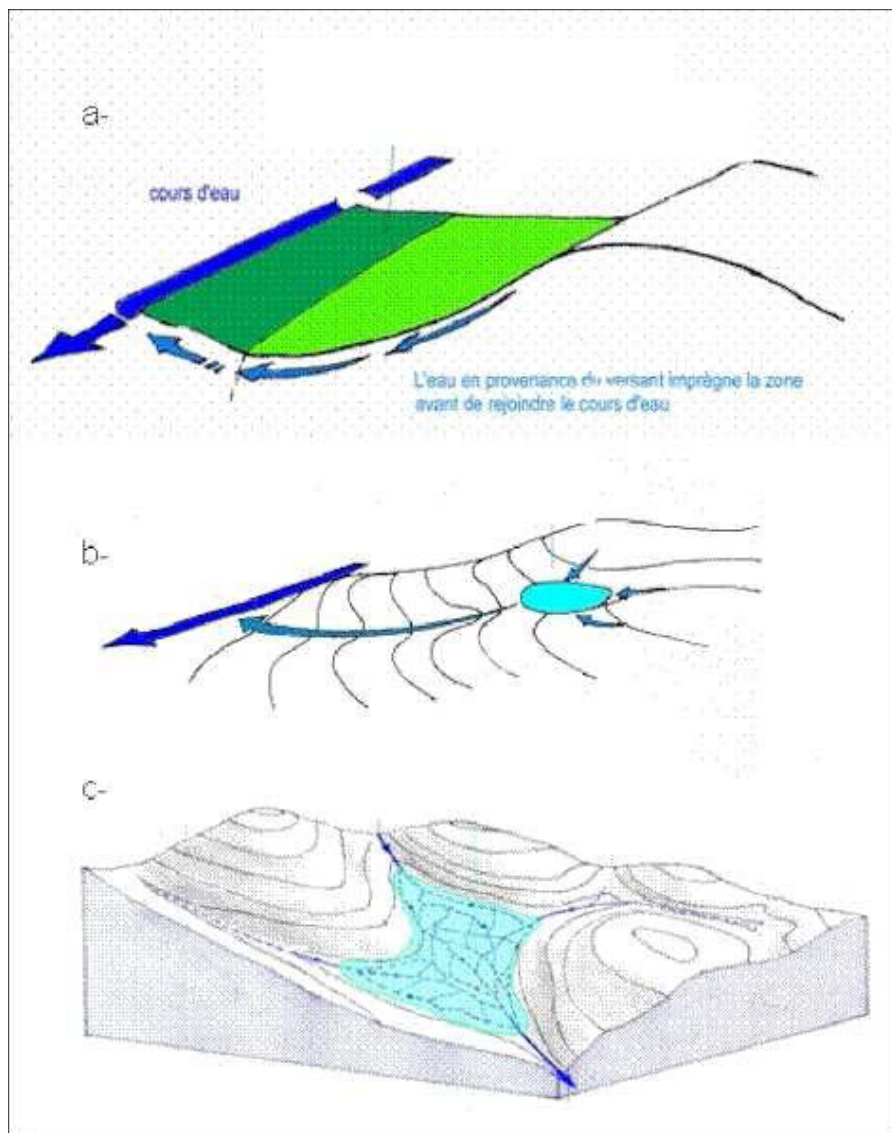 a-
cours d'eau
L'eau en provenance du versant imprègne la zone
avant de rejoindre le cours d'eau
b-
c-